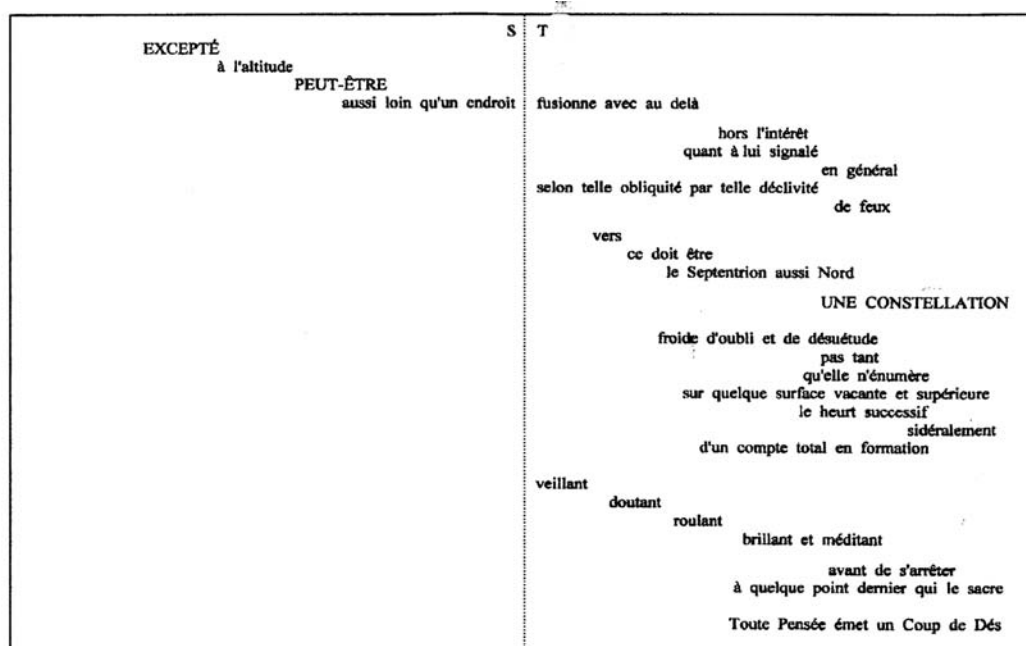 S T
EXCEPTÉ
à l'altitude
PEUT-ÊTRE
aussi loin qu'un endroit fusionne avec au delà
hors l'intérêt
quant à lui signalé
en général
selon telle obliquité par telle déclivité
de feux
vers
ce doit être
le Septentrion aussi Nord
UNE CONSTELLATION
froide d'oubli et de désuétude
pas tant
qu'elle n'énumère
sur quelque surface vacante et supérieure
le heurt successif
sidéralement
d'un compte total en formation
veillant
doutant
roulant
brillant et méditant
avant de s'arrêter
à quelque point dernier qui le sacre
Toute Pensée émet un Coup de Dés